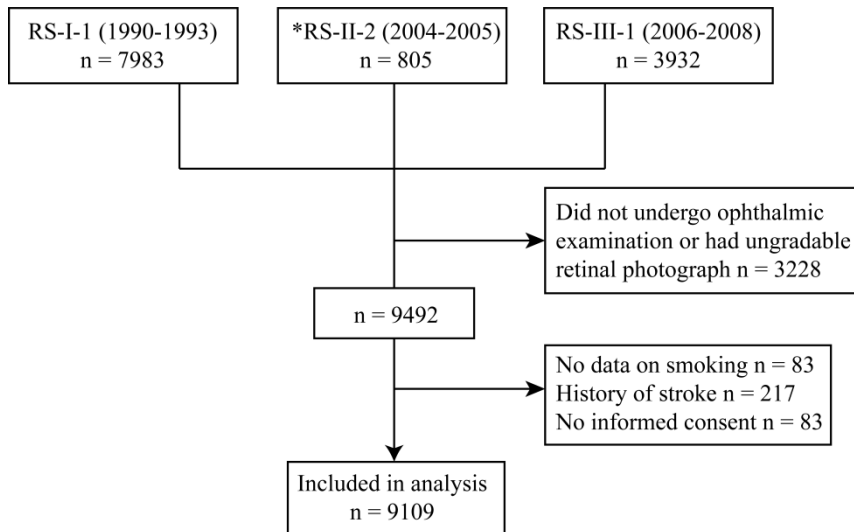 RS-I-1 (1990-1993)
n = 7983
*RS-II-2 (2004-2005)
n = 805
RS-III-1 (2006-2008)
n = 3932
Did not undergo ophthalmic
examination or had ungradable
retinal photograph n = 3228
n = 9492
No data on smoking n = 83
History of stroke n = 217
No informed consent n = 83
Included in analysis
n = 9109